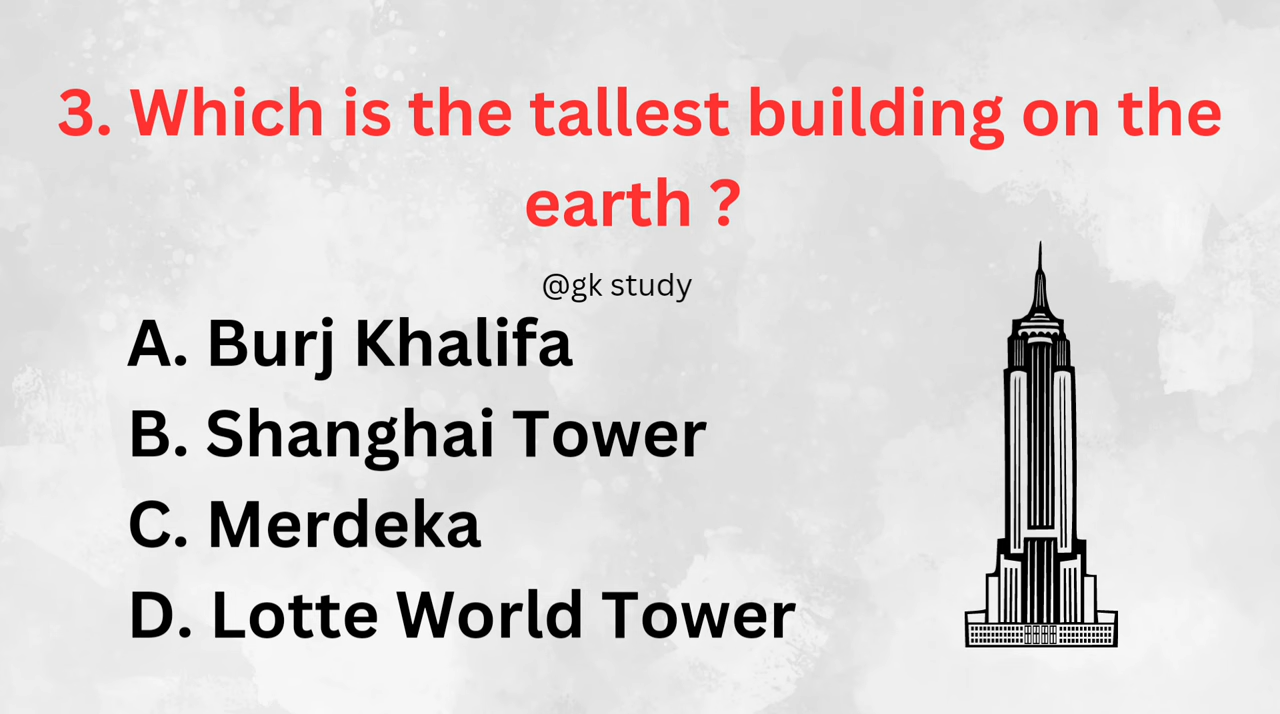 3. Which is the tallest building on the
earth ?
@gk study
A. Burj Khalifa
B. Shanghai Tower
C. Merdeka
D. Lotte World Tower